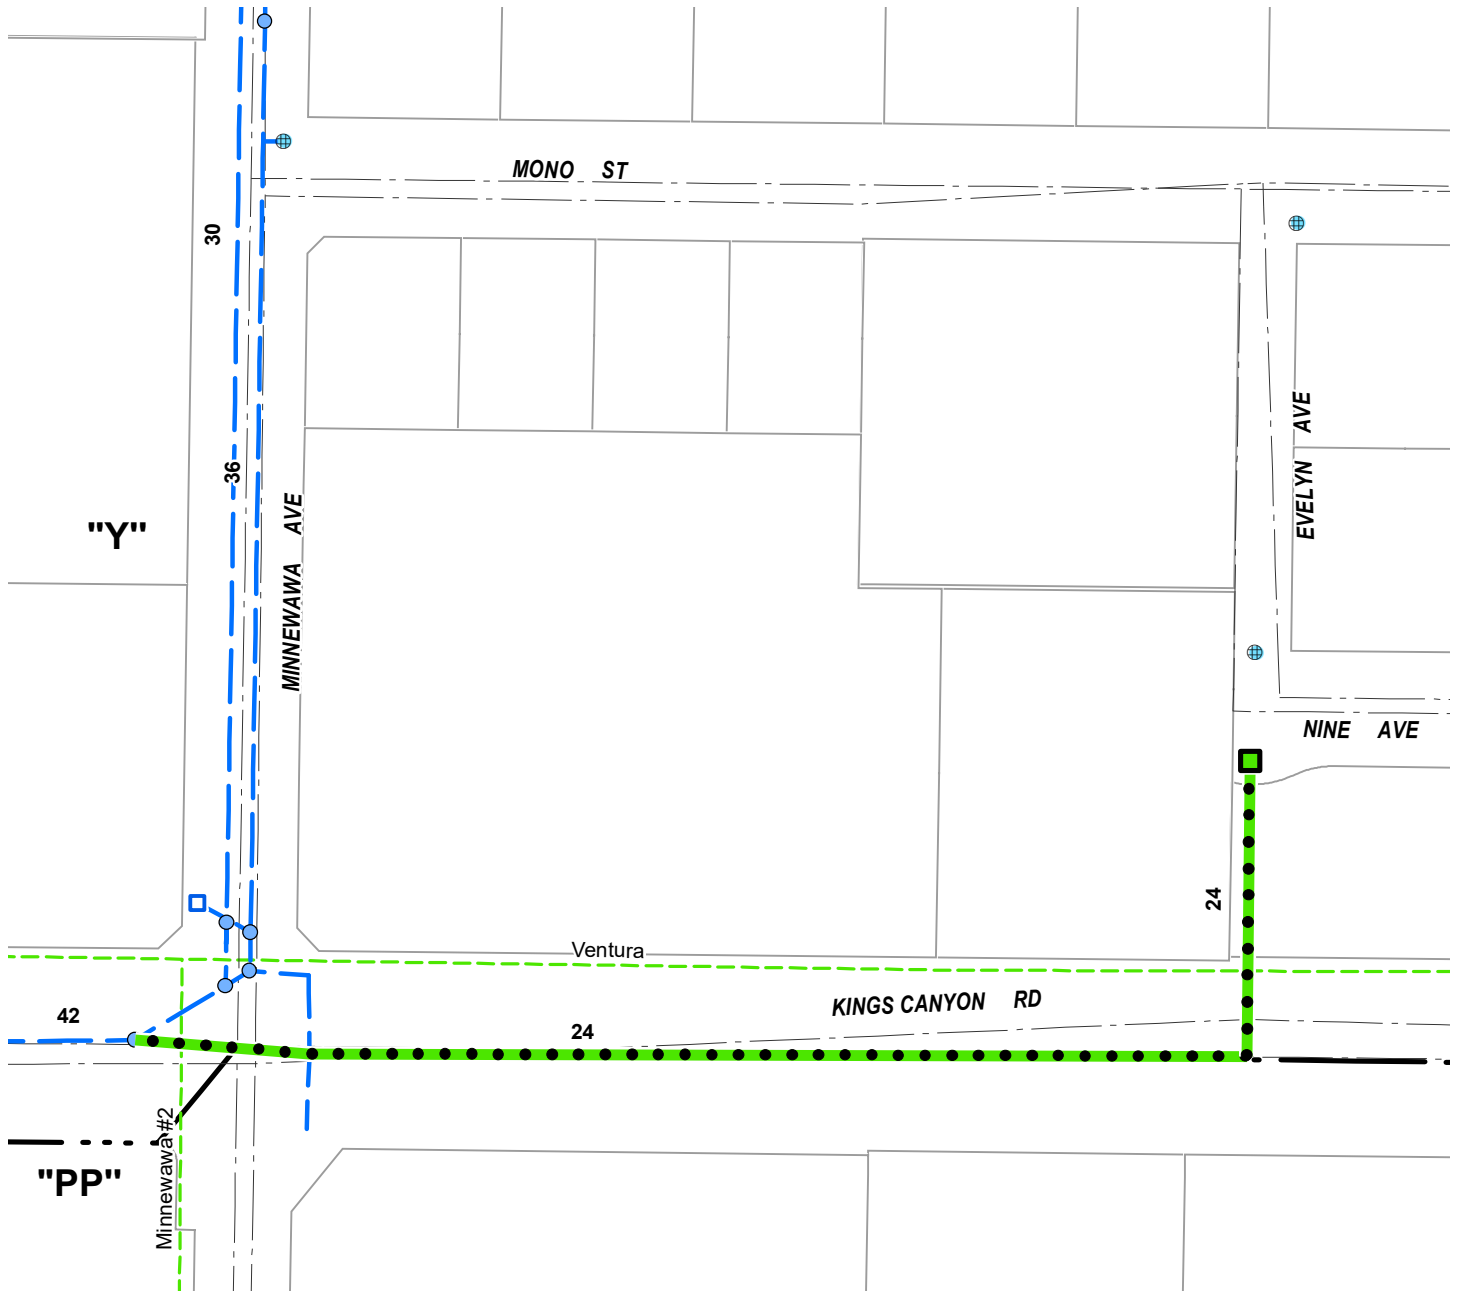 MONO ST
30
36
"Y"
MINNEWAWA AVE
EVELYN AVE
NINE AVE
24
Ventura
KINGS CANYON RD
42
24
Minnewawa #2
"PP"